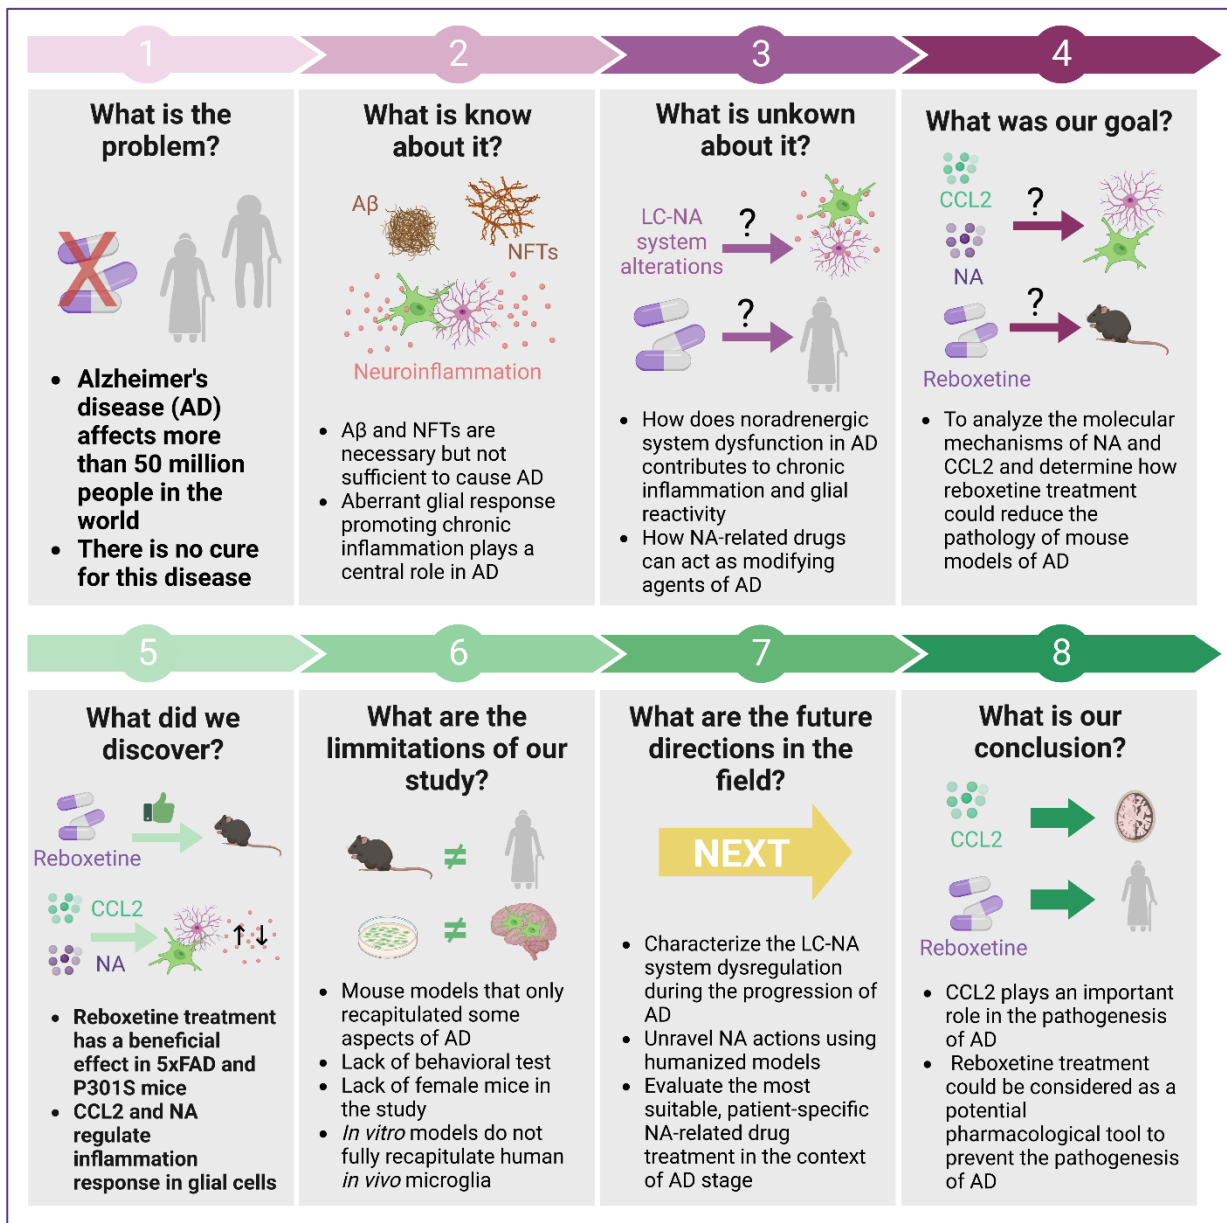 1
What is the
problem?
X
• Alzheimer's
disease (AD)
affects more
than 50 million
people in the
world
• There is no cure
for this disease
2
What is know
about it?
Aβ
NFTs
Neuroinflammation
• Aβ and NFTs are
necessary but not
sufficient to cause AD
• Aberrant glial response
promoting chronic
inflammation plays a
central role in AD
3
What is unkown
about it?
LC-NA
system
alterations
?
?
• How does noradrenergic
system dysfunction in AD
contributes to chronic
inflammation and glial
reactivity
• How NA-related drugs
can act as modifying
agents of AD
4
What was our goal?
CCL2
?
NA
?
Reboxetine
• To analyze the molecular
mechanisms of NA and
CCL2 and determine how
reboxetine treatment
could reduce the
pathology of mouse
models of AD
5
What did we
discover?
Reboxetine
CCL2
NA
↑↓
• Reboxetine treatment
has a beneficial
effect in 5xFAD and
P301S mice
• CCL2 and NA
regulate
inflammation
response in glial cells
6
What are the
limmitations of our
study?
≠
≠
• Mouse models that only
recapitulated some
aspects of AD
• Lack of behavioral test
• Lack of female mice in
the study
• In vitro models do not
fully recapitulate human
in vivo microglia
7
What are the future
directions in the
field?
NEXT
• Characterize the LC-NA
system dysregulation
during the progression of
AD
• Unravel NA actions using
humanized models
• Evaluate the most
suitable, patient-specific
NA-related drug
treatment in the context
of AD stage
8
What is our
conclusion?
CCL2
Reboxetine
• CCL2 plays an important
role in the pathogenesis
of AD
• Reboxetine treatment
could be considered as a
potential
pharmacological tool to
prevent the pathogenesis
of AD